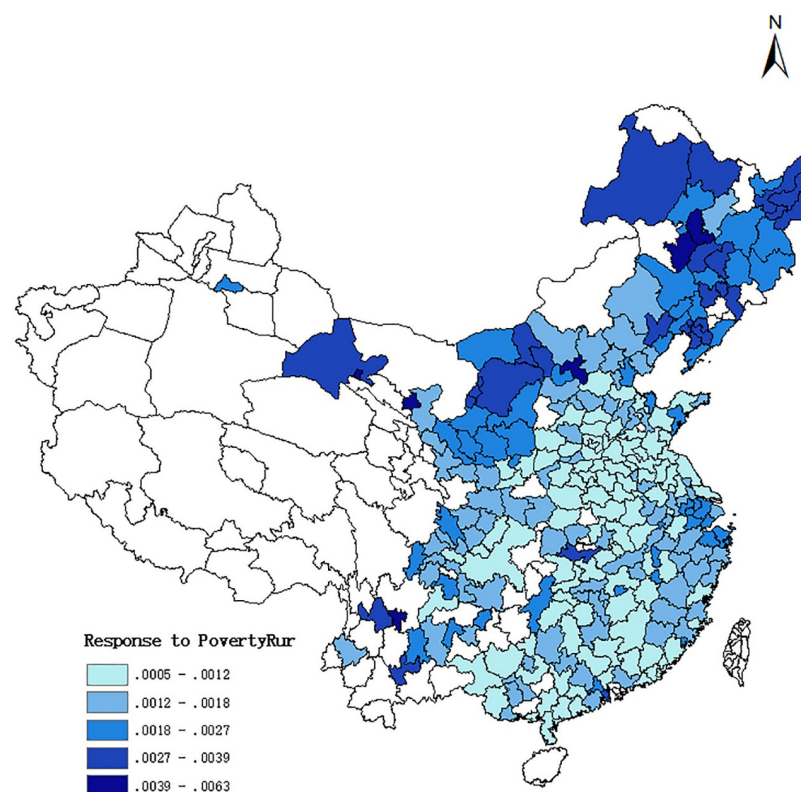 N
Response to PovertyRur
.0005 - .0012
.0012 - .0018
.0018 - .0027
.0027 - .0039
.0039 - .0063